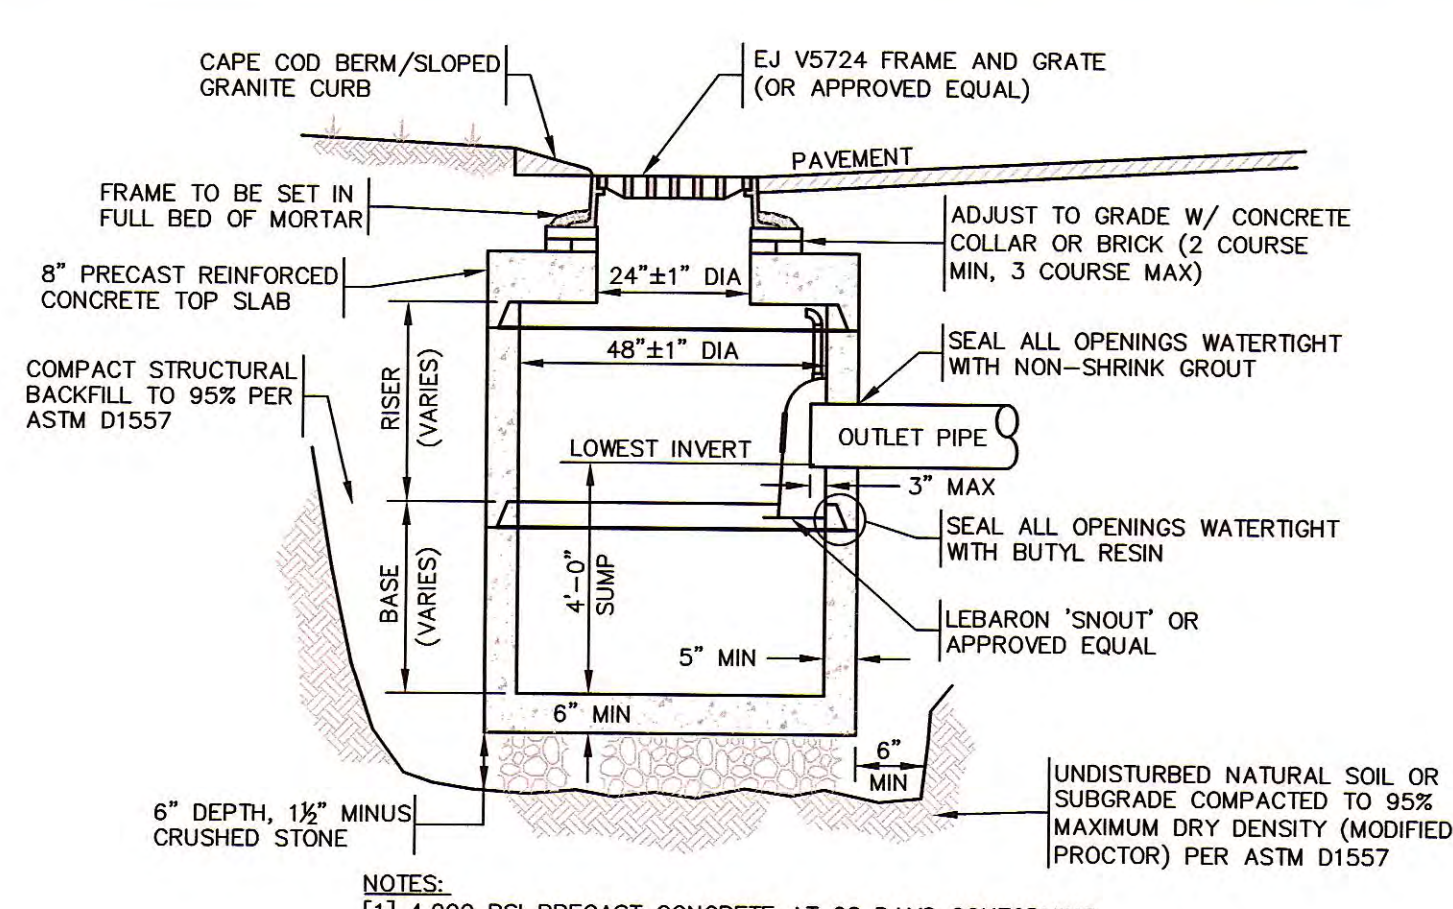 CAPE COD BERM/SLOPED
GRANITE CURB
EJ V5724 FRAME AND GRATE
(OR APPROVED EQUAL)
PAVEMENT
FRAME TO BE SET IN
FULL BED OF MORTAR
ADJUST TO GRADE W/ CONCRETE
COLLAR OR BRICK (2 COURSE
MIN, 3 COURSE MAX)
8" PRECAST REINFORCED
CONCRETE TOP SLAB
24"±1" DIA
48"±1" DIA
SEAL ALL OPENINGS WATERTIGHT
WITH NON-SHRINK GROUT
COMPACT STRUCTURAL
BACKFILL TO 95% PER
ASTM D1557
RISER
(VARIES)
OUTLET PIPE
LOWEST INVERT
3" MAX
SEAL ALL OPENINGS WATERTIGHT
WITH BUTYL RESIN
BASE
(VARIES)
4'-0"
SUMP
LEBARON 'SNOUT' OR
APPROVED EQUAL
5" MIN
6" MIN
6"
MIN
6" DEPTH, 1½" MINUS
CRUSHED STONE
UNDISTURBED NATURAL SOIL OR
SUBGRADE COMPACTED TO 95%
MAXIMUM DRY DENSITY (MODIFIED
PROCTOR) PER ASTM D1557
NOTES: